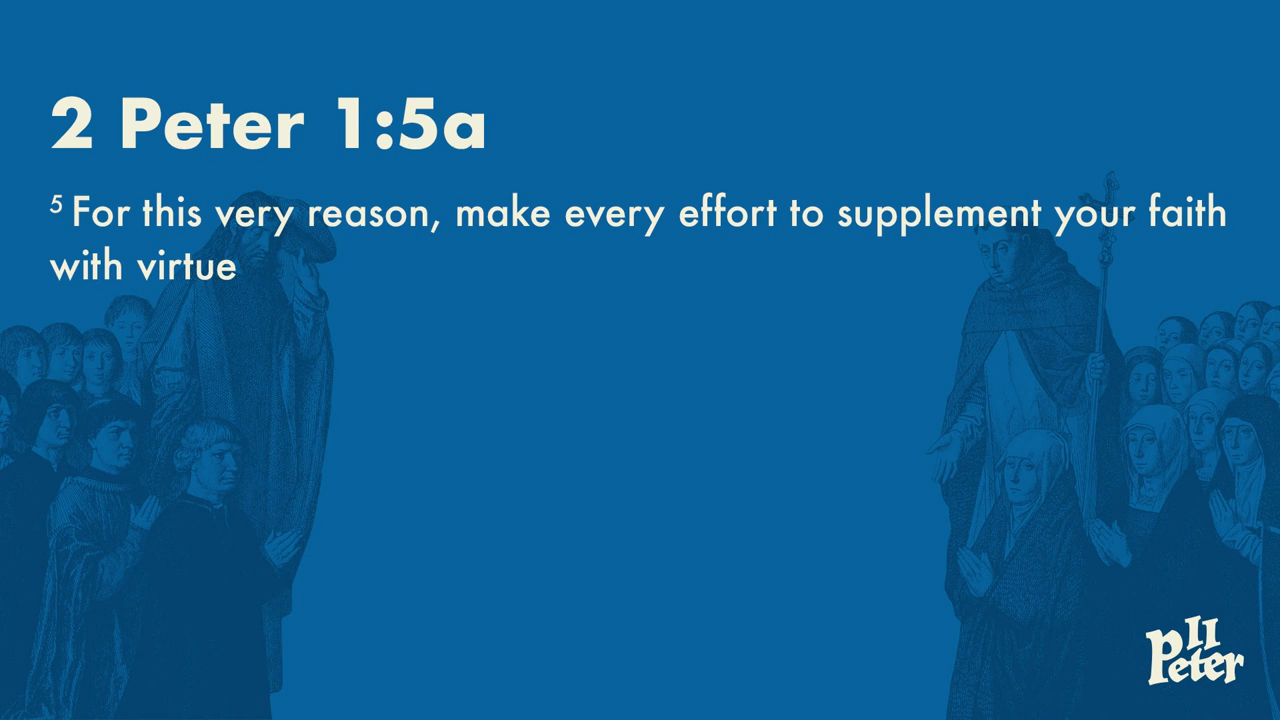 2 Peter 1:5a
5 For this very reason, make every effort to supplement your faith
with virtue
II
Peter